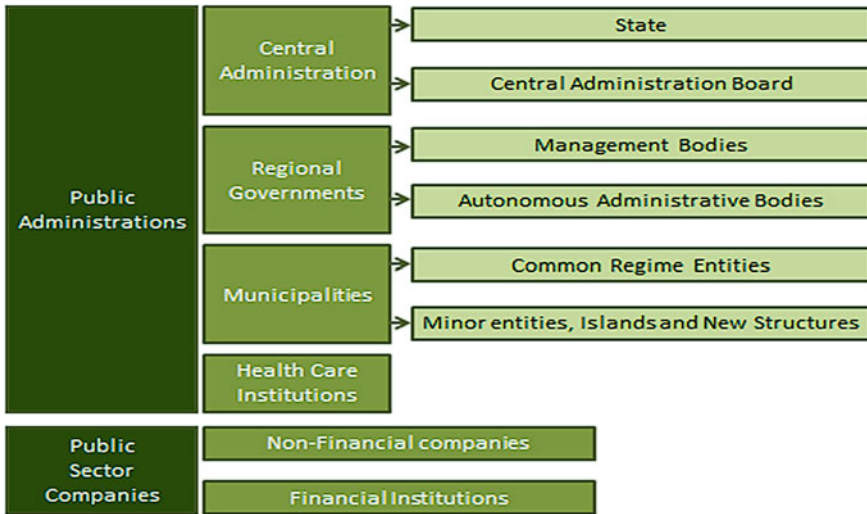 Public
Administrations
Central
Administration
State
Central Administration Board
Regional
Governments
Management Bodies
Autonomous Administrative Bodies
Municipalities
Common Regime Entities
Minor entities, Islands and New Structures
Health Care
Institutions
Public
Sector
Companies
Non-Financial companies
Financial Institutions